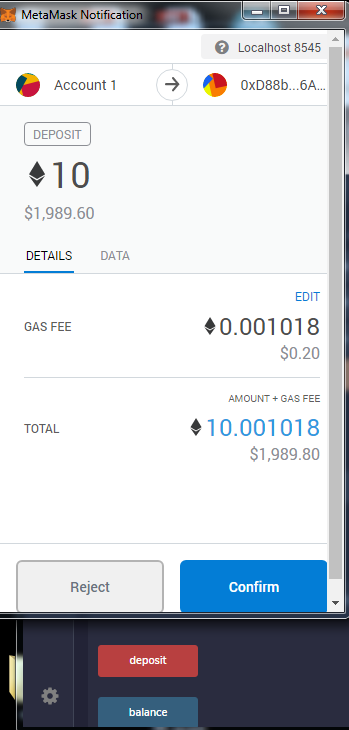 MetaMask Notification
Localhost 8545
Account 1
0xD88b...6A...
DEPOSIT
10
$1,989.60
DETAILS
DATA
EDIT
GAS FEE
0.001018
$0.20
AMOUNT + GAS FEE
TOTAL
10.001018
$1,989.80
Reject
Confirm
deposit
balance